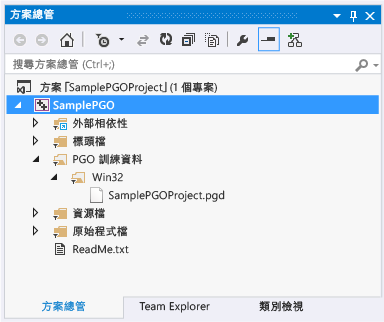 方案總管
搜尋方案總管 (Ctrl+;)
方案「SamplePGOProject」(1 個專案)
SamplePGO
外部相依性
標頭檔
PGO 訓練資料
Win32
SamplePGOProject.pgd
資源檔
原始程式檔
ReadMe.txt
方案總管 Team Explorer 類別檢視